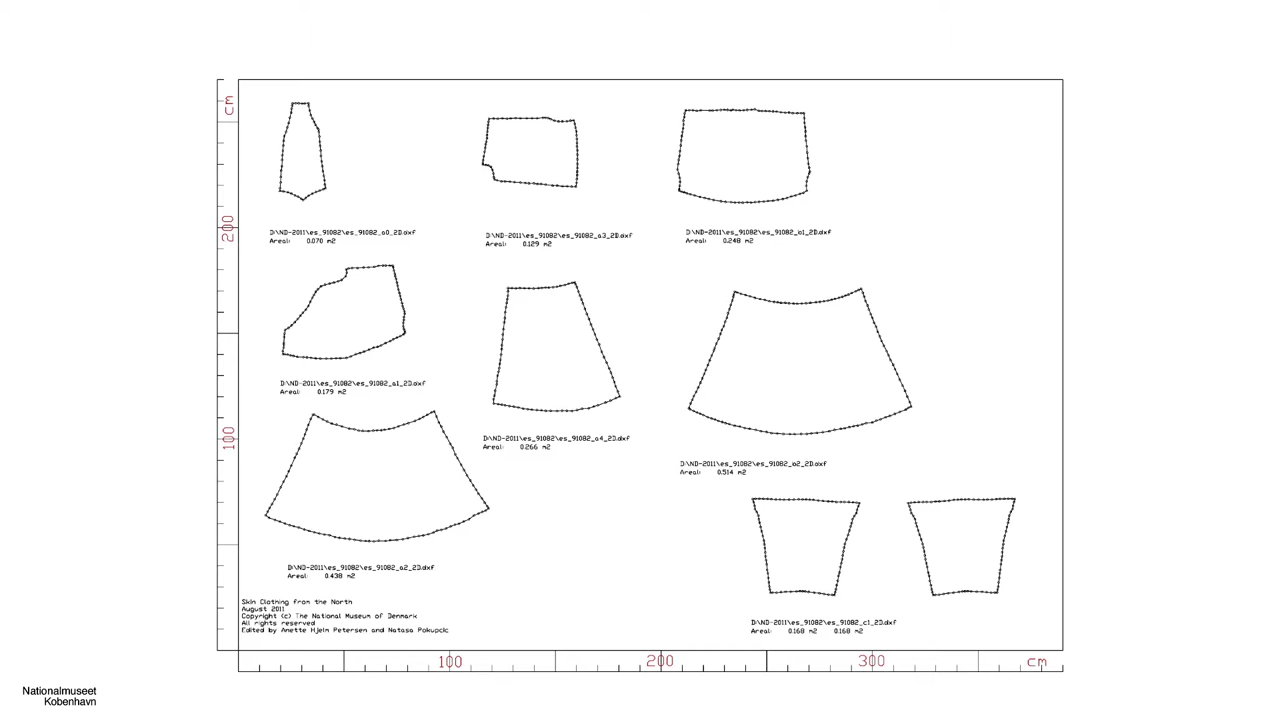 cm
200
100
D:\ND-2011\es_91082\es_91082_a0_2D.dxf
Areal: 0.070 m2
D:\ND-2011\es_91082\es_91082_a3_2D.dxf
Areal: 0.129 m2
D:\ND-2011\es_91082\es_91082_b1_2D.dxf
Areal: 0.248 m2
D:\ND-2011\es_91082\es_91082_a1_2D.dxf
Areal: 0.179 m2
D:\ND-2011\es_91082\es_91082_a4_2D.dxf
Areal: 0.266 m2
D:\ND-2011\es_91082\es_91082_b2_2D.dxf
Areal: 0.514 m2
D:\ND-2011\es_91082\es_91082_a2_2D.dxf
Areal: 0.438 m2
D:\ND-2011\es_91082\es_91082_c1_2D.dxf
Areal: 0.168 m2 0.168 m2
Skin Clothing from the North
August 2011
Copyright (c) The National Museum of Denmark
All rights reserved
Edited by Anette Hjelm Petersen and Natasa Pokupcic
100 200 300 cm
Nationalmuseet
Kobenhavn